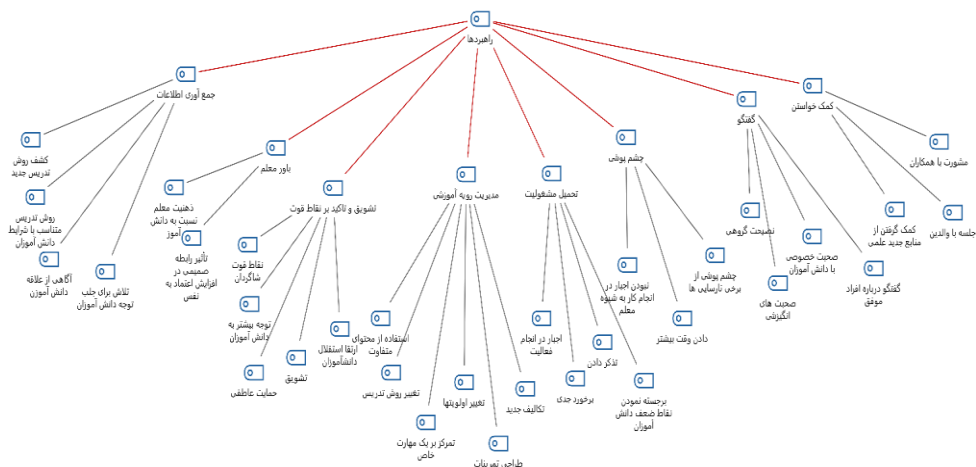 راهبردها
جمع آوری اطلاعات
کشف روش
تدریس جدید
روش تدریس
متناسب با شرایط
دانش آموزان
آگاهی از علاقه
دانش آموزن
تلاش برای جلب
توجه دانش آموزان
باور معلم
ذهنیت معلم
نسبت به دانش
آموز
تأثیر رابطه
صمیمی در
افزایش اعتماد به
نفس
تشویق و تاکید بر نقاط قوت
نقاط قوت
شاگردان
توجه بیشتر به
دانش آموزان
حمایت عاطفی
تشویق
ارتقا استقلال
دانشآموزان
مدیریت رویه آموزشی
استفاده از محتوای
متفاوت
تغییر روش تدریس
تمرکز بر یک مهارت
خاص
تغییر اولویتها
طراحی تمرینات
تکالیف جدید
تحمیل مشغولیت
اجبار در انجام
فعالیت
برخورد جدی
تذکر دادن
برجسته نمودن
نقاط ضعف دانش
آموزان
چشم پوشی
نبودن اجبار در
انجام کار به شیوه
معلم
دادن وقت بیشتر
چشم پوشی از
برخی نارسایی ها
گفتگو
نصیحت گروهی
صحبت های
انگیزشی
صحبت خصوصی
با دانش آموزان
گفتگو درباره افراد
موفق
کمک خواستن
کمک گرفتن از
منابع جدید علمی
جلسه با والدین
مشورت با همکاران